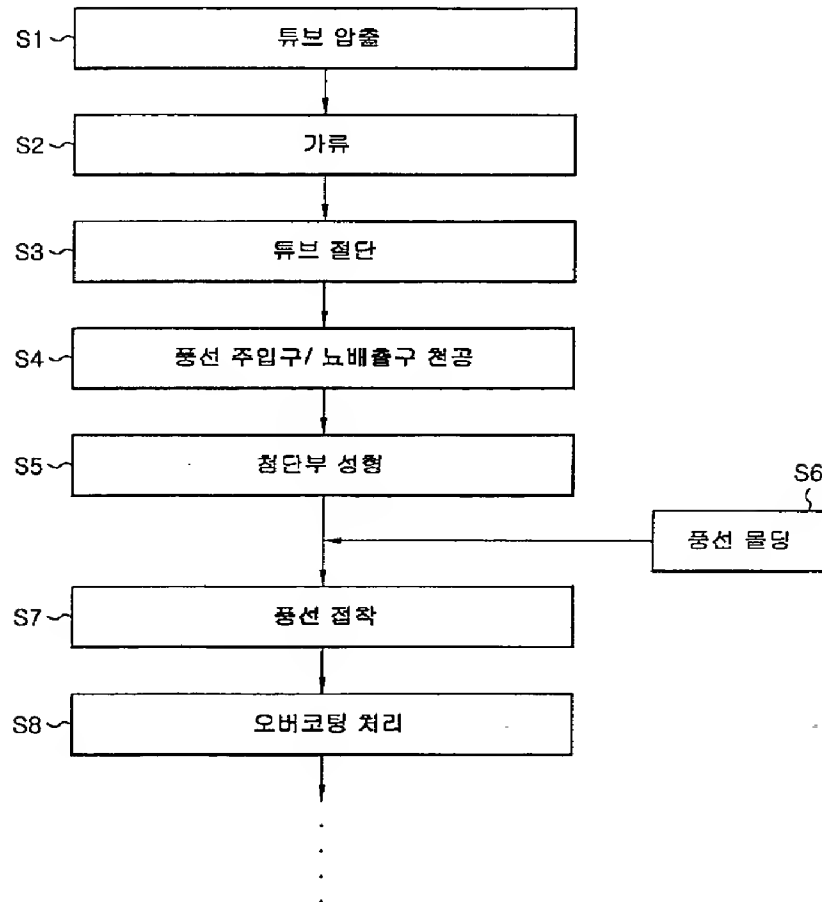 S1
튜브 압출
S2
가류
S3
튜브 절단
S4
풍선 주입구/ 뇨배출구 천공
S5
첨단부 성형
S6
풍선 몰딩
S7
풍선 접착
S8
오버코팅 처리